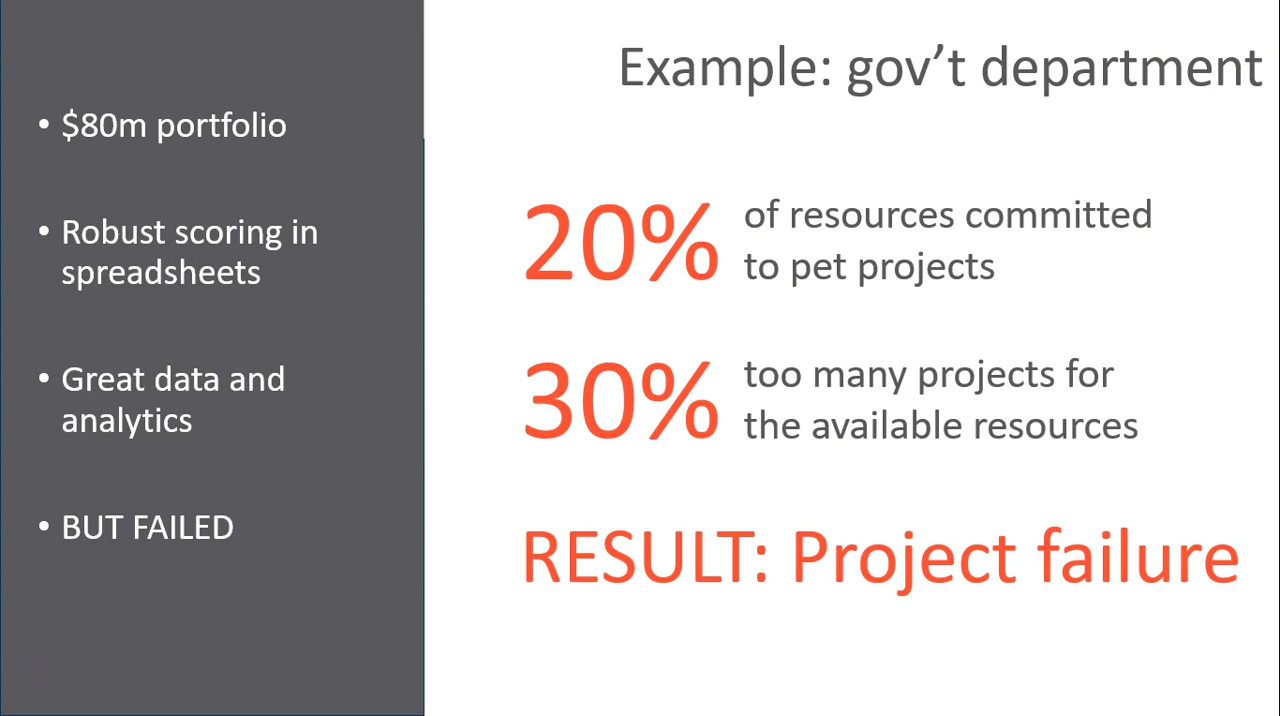 Example: gov’t department
• $80m portfolio
• Robust scoring in
spreadsheets
• Great data and
analytics
• BUT FAILED
20% of resources committed
to pet projects
30% too many projects for
the available resources
RESULT: Project failure